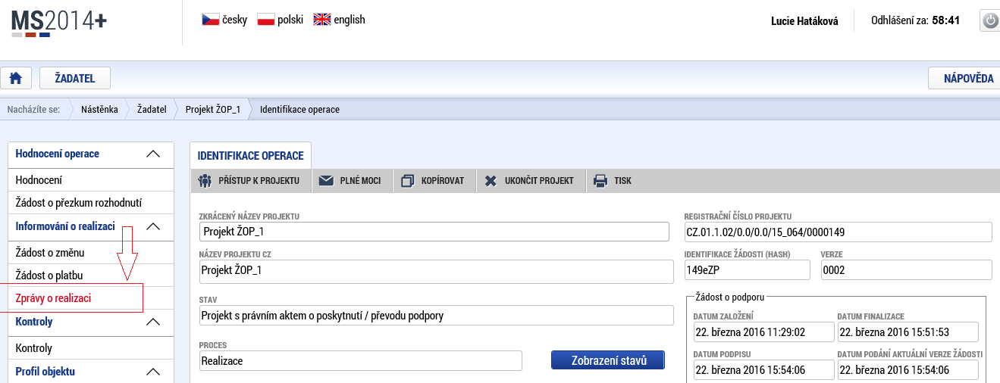 MS2014+
česky polski english
Lucie Hatáková
Odhlášení za: 58:41
ŽADATEL
NÁPOVĚDA
Nacházíte se: Nástěnka Žadatel Projekt ŽOP_1 Identifikace operace
Hodnocení operace
Hodnocení
Žádost o přezkum rozhodnutí
Informování o realizaci
Žádost o změnu
Žádost o platbu
Zprávy o realizaci
Kontroly
Kontroly
Profil objektu
IDENTIFIKACE OPERACE
PŘÍSTUP K PROJEKTU PLNÉ MOCI KOPÍROVAT UKONČIT PROJEKT TISK
ZKRÁCENÝ NÁZEV PROJEKTU
Projekt ŽOP_1
NÁZEV PROJEKTU CZ
Projekt ŽOP_1
STAV
Projekt s právním aktem o poskytnutí / převodu podpory
PROCES
Realizace
Zobrazení stavů
REGISTRAČNÍ ČÍSLO PROJEKTU
CZ.01.1.02/0.0/0.0/15_064/0000149
IDENTIFIKACE ŽÁDOSTI (HASH) VERZE
149eZP 0002
Žádost o podporu
DATUM ZALOŽENÍ DATUM FINALIZACE
22. března 2016 11:29:02 22. března 2016 15:51:53
DATUM PODPISU DATUM PODÁNÍ AKTUÁLNÍ VERZE ŽÁDOSTI
22. března 2016 15:54:06 22. března 2016 15:54:06